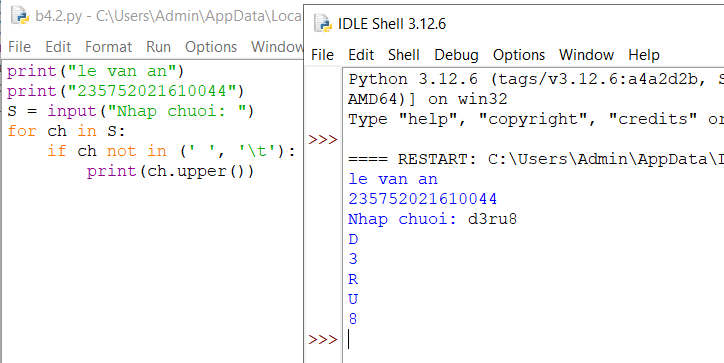 b4.2.py - C:\Users\Admin\AppData\Local
File Edit Format Run Options Window
print("le van an")
print("235752021610044")
S = input("Nhap chuoi: ")
for ch in S:
    if ch not in (' ', '\t'):
        print(ch.upper())
IDLE Shell 3.12.6
File Edit Shell Debug Options Window Help
Python 3.12.6 (tags/v3.12.6:a4a2d2b, S
AMD64)] on win32
Type "help", "copyright", "credits" or
>>>
==== RESTART: C:\Users\Admin\AppData\
le van an
235752021610044
Nhap chuoi: d3ru8
D
3
R
U
8
>>>